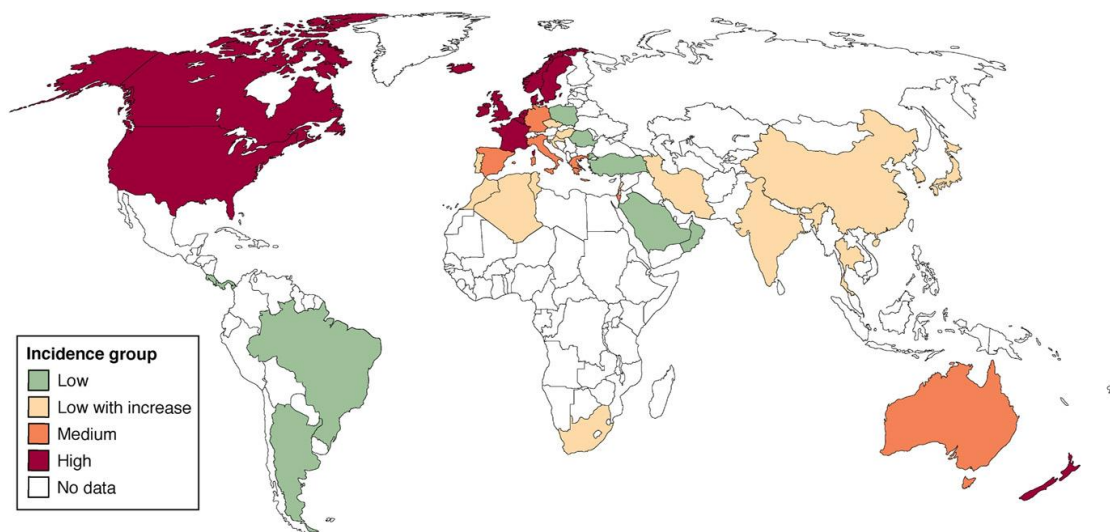 Incidence group
Low
Low with increase
Medium
High
No data